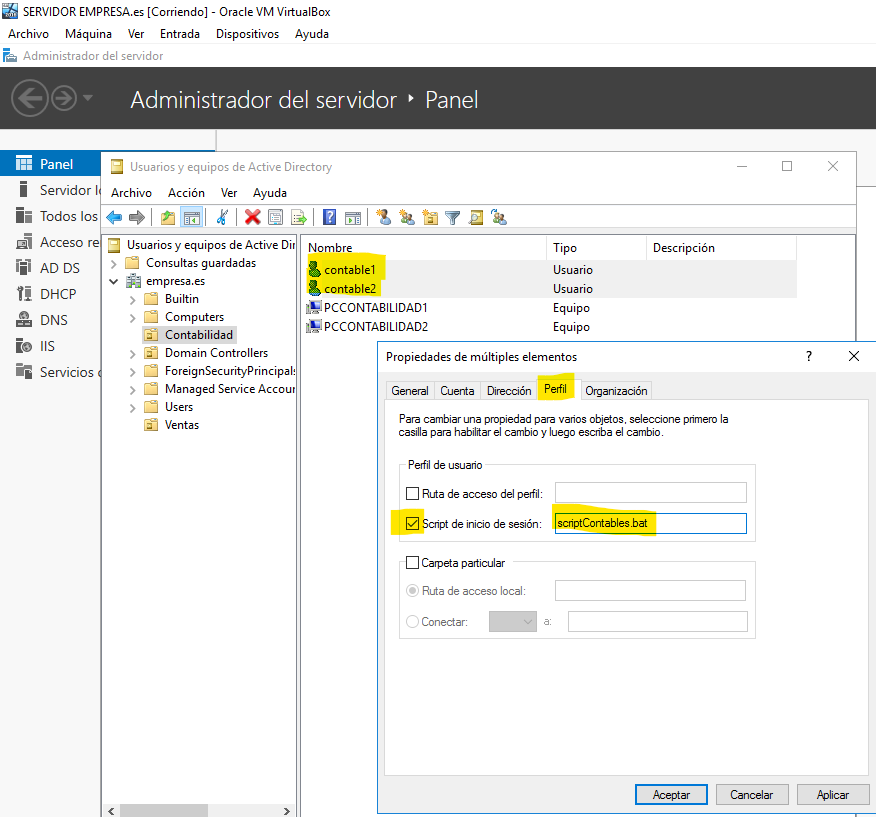 SERVIDOR EMPRESA.es [Corriendo] - Oracle VM VirtualBox
Archivo Máquina Ver Entrada Dispositivos Ayuda
Administrador del servidor
Administrador del servidor Panel
Panel
Servidor
Todos los
Acceso
AD DS
DHCP
DNS
IIS
Servicios
Usuarios y equipos de Active Directory
Archivo Acción Ver Ayuda
Usuarios y equipos de Active
Consultas guardadas
empresa.es
Builtin
Computers
Contabilidad
Domain Controllers
ForeignSecurityPrincipals
Managed Service
Users
Ventas
Nombre Tipo Descripción
contable1 Usuario
contable2 Usuario
PCCONTABILIDAD1 Equipo
PCCONTABILIDAD2 Equipo
Propiedades de múltiples elementos ?
General Cuenta Dirección Perfil Organización
Para cambiar una propiedad para varios objetos, seleccione primero la
casilla para habilitar el cambio y luego escriba el cambio.
Perfil de usuario
Ruta de acceso del perfil:
Script de inicio de sesión: scriptContables.bat
Carpeta particular
Ruta de acceso local:
Conectar: a:
Aceptar Cancelar Aplicar